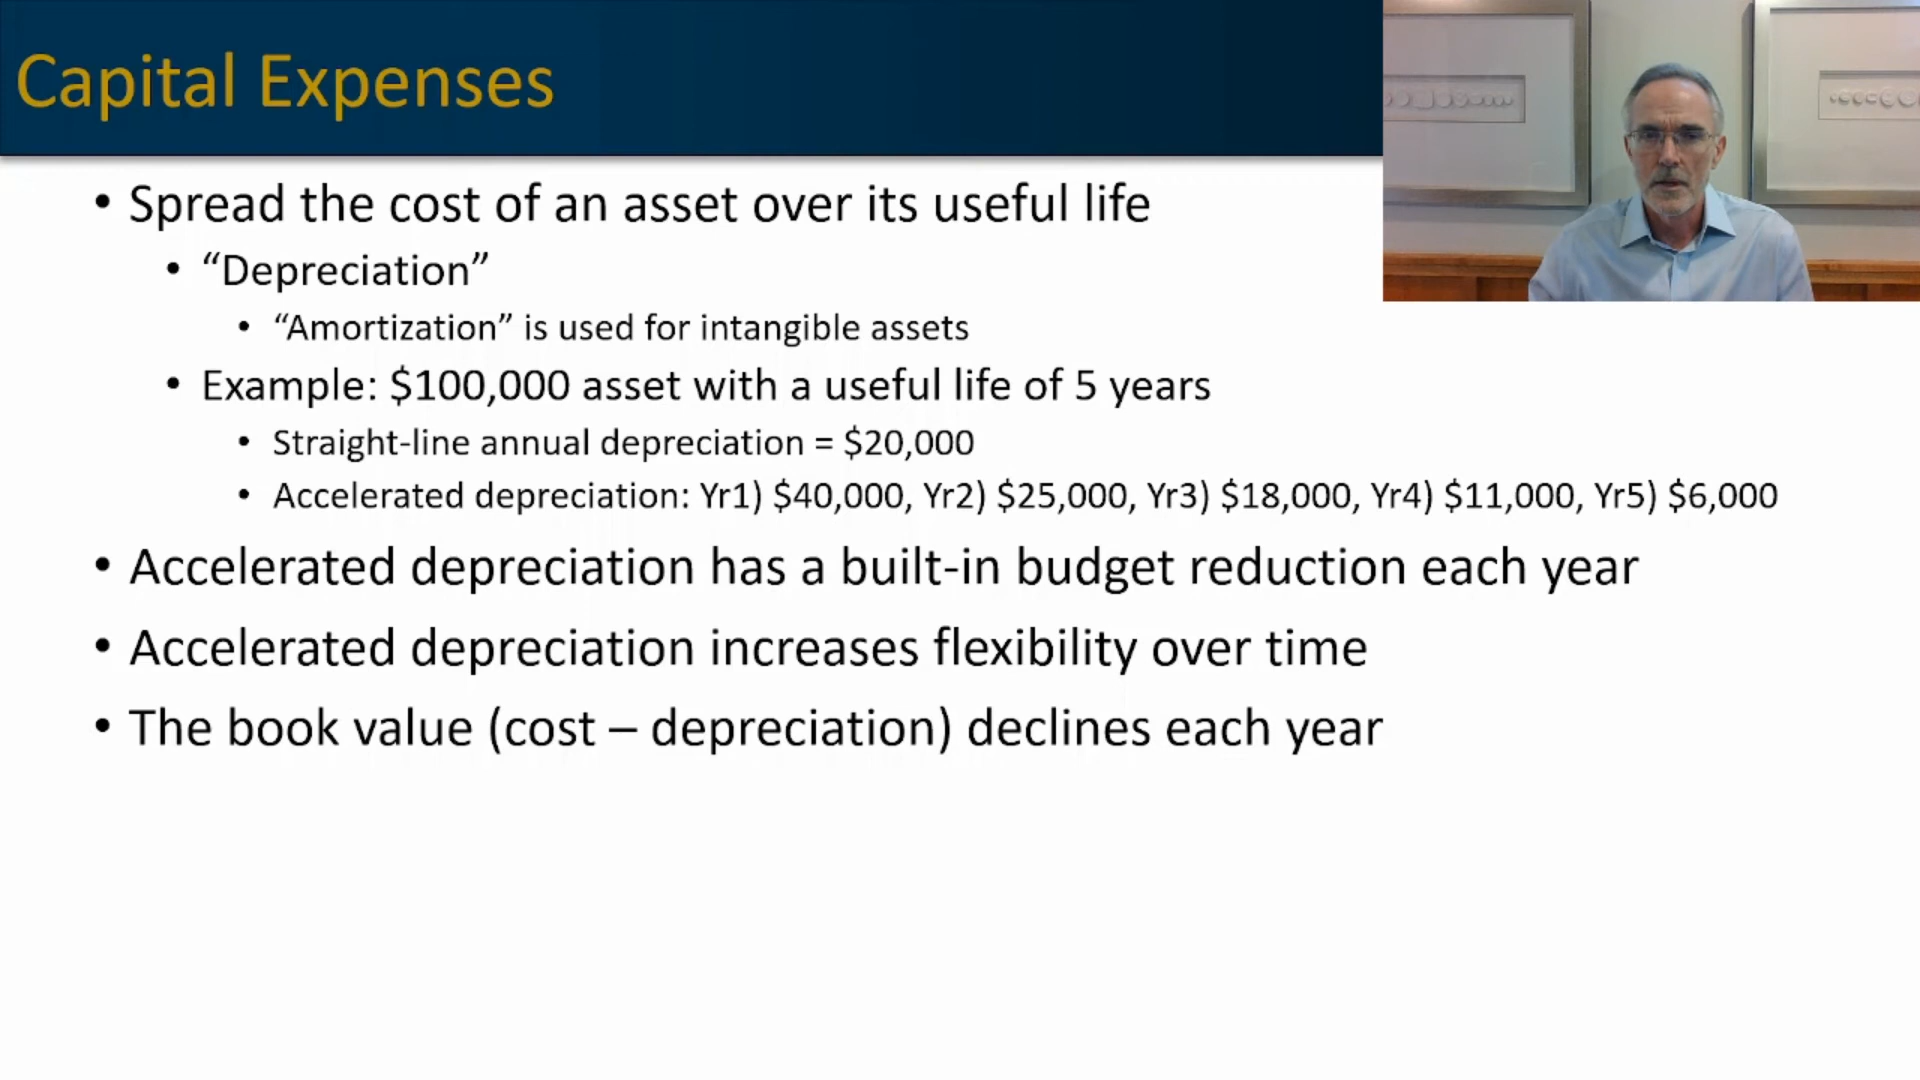 Capital Expenses
• Spread the cost of an asset over its useful life
• “Depreciation”
• “Amortization” is used for intangible assets
• Example: $100,000 asset with a useful life of 5 years
• Straight-line annual depreciation = $20,000
• Accelerated depreciation: Yr1) $40,000, Yr2) $25,000, Yr3) $18,000, Yr4) $11,000, Yr5) $6,000
• Accelerated depreciation has a built-in budget reduction each year
• Accelerated depreciation increases flexibility over time
• The book value (cost – depreciation) declines each year